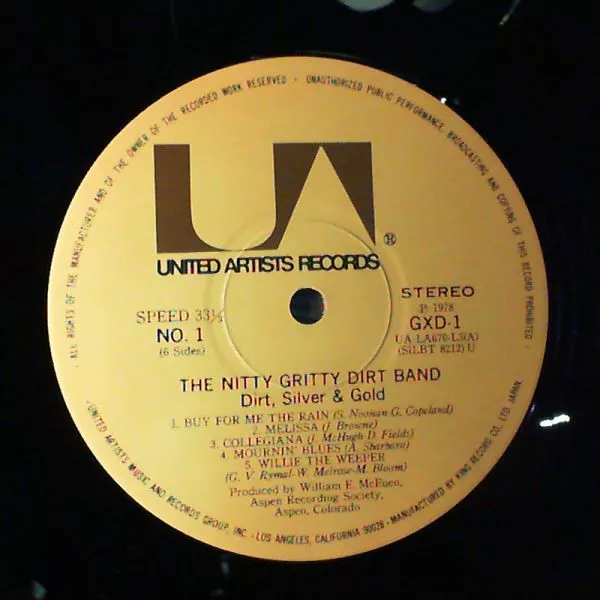 ALL RIGHTS OF THE MANUFACTURER AND OF THE OWNER OF THE RECORDED WORK RESERVED • UNAUTHORIZED PUBLIC PERFORMANCE, BROADCASTING AND COPYING OF THIS RECORD PROHIBITED
UA
®
UNITED ARTISTS RECORDS
SPEED 33⅓
NO. 1
(6 Sides)
STEREO
Ⓟ 1978
GXD-1
UA-LA670-L3(A)
(SILBT 8212) U
THE NITTY GRITTY DIRT BAND
Dirt, Silver & Gold
1. BUY FOR ME THE RAIN (S. Noonan-G. Copeland)
2. MELISSA (J. Browne)
3. COLLEGIANA (J. McHugh-D. Fields)
4. MOURNIN' BLUES (A. Sbarbaro)
5. WILLIE THE WEEPER
(G. V. Rymal-W. Melrose-M. Bloom)
Produced by William E. McEuen,
Aspen Recording Society,
Aspen, Colorado
UNITED ARTISTS MUSIC AND RECORDS GROUP, INC. • LOS ANGELES, CALIFORNIA 90028 • MANUFACTURED BY KING RECORD CO., LTD. JAPAN.